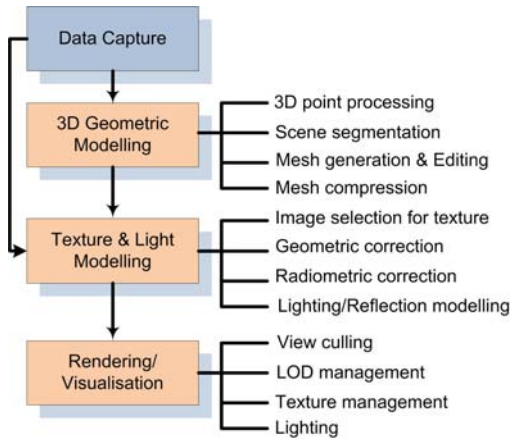 Data Capture
3D Geometric
Modelling
3D point processing
Scene segmentation
Mesh generation & Editing
Mesh compression
Texture & Light
Modelling
Image selection for texture
Geometric correction
Radiometric correction
Lighting/Reflection modelling
Rendering/
Visualisation
View culling
LOD management
Texture management
Lighting